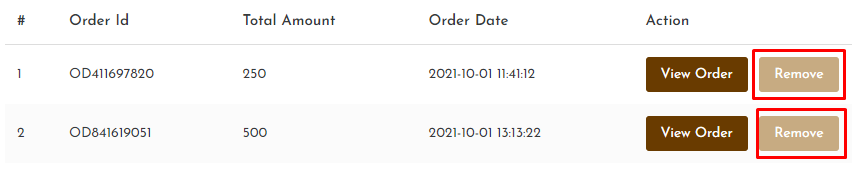 # Order Id Total Amount Order Date Action
1 OD411697820 250 2021-10-01 11:41:12 View Order Remove
2 OD841619051 500 2021-10-01 13:13:22 View Order Remove